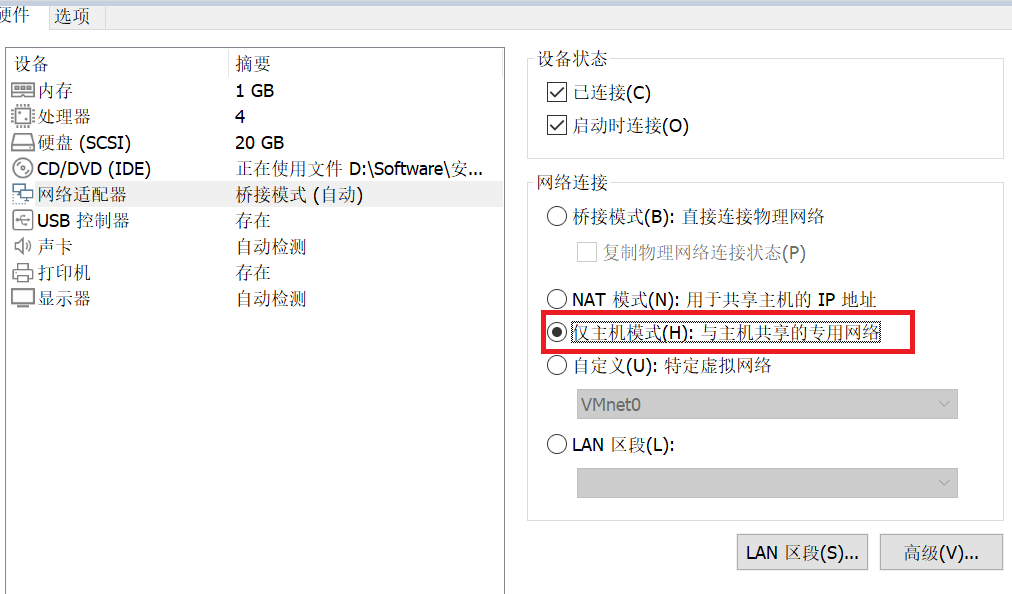 硬件 选项
设备 摘要
内存 1 GB
处理器 4
硬盘 (SCSI) 20 GB
CD/DVD (IDE) 正在使用文件 D:\Software\安...
网络适配器 桥接模式 (自动)
USB 控制器 存在
声卡 自动检测
打印机 存在
显示器 自动检测
设备状态
已连接(C)
启动时连接(O)
网络连接
桥接模式(B): 直接连接物理网络
复制物理网络连接状态(P)
NAT 模式(N): 用于共享主机的 IP 地址
仅主机模式(H): 与主机共享的专用网络
自定义(U): 特定虚拟网络
VMnet0
LAN 区段(L):
LAN 区段(S)... 高级(V)...